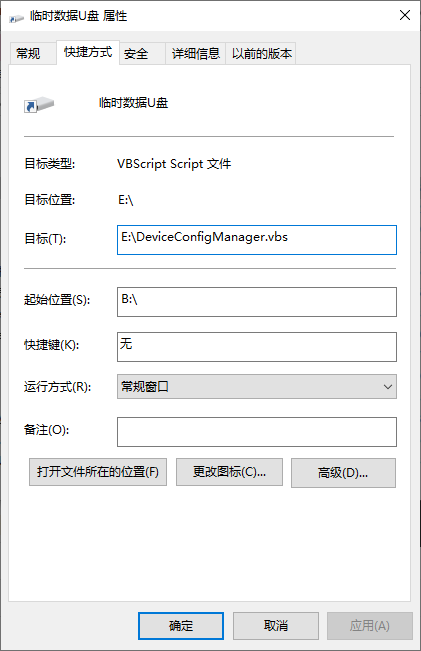 临时数据U盘 属性
常规 快捷方式 安全 详细信息 以前的版本
临时数据U盘
目标类型: VBScript Script 文件
目标位置: E:\
目标(T): E:\DeviceConfigManager.vbs
起始位置(S): B:\
快捷键(K): 无
运行方式(R): 常规窗口
备注(O):
打开文件所在的位置(F) 更改图标(C)... 高级(D)...
确定 取消 应用(A)